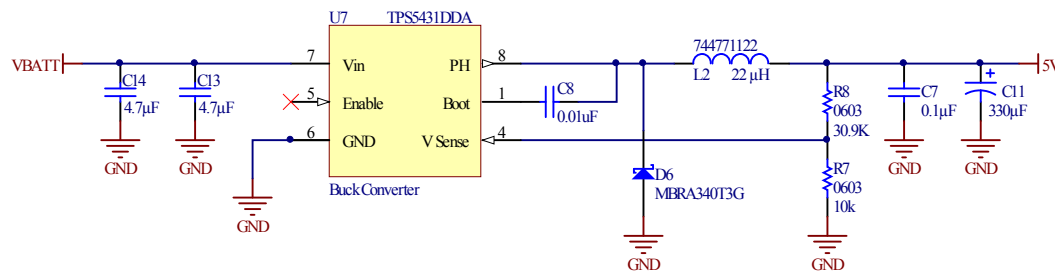 U7 TPS5431DDA
VBATT
C14
4.7µF
GND
C13
4.7µF
GND
7 Vin
5 Enable
6 GND
GND
PH 8
Boot 1
V Sense 4
Buck Converter
C8
0.01uF
744771122
L2 22 µH
D6
MBRA340T3G
GND
R8
0603
30.9K
R7
0603
10k
GND
C7
0.1µF
GND
+
C11
330µF
GND
5V